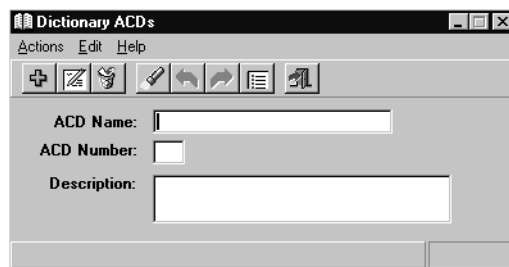 Dictionary ACDs
Actions Edit Help
ACD Name:
ACD Number:
Description: